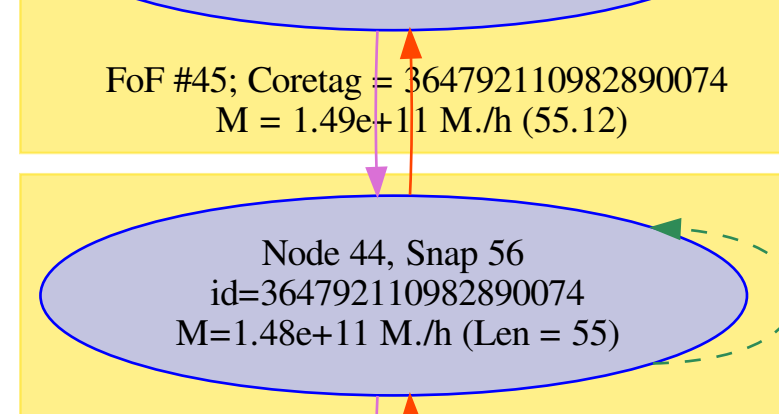 FoF #45; Coretag = 364792110982890074
M = 1.49e+11 M./h (55.12)
Node 44, Snap 56
id=364792110982890074
M=1.48e+11 M./h (Len = 55)